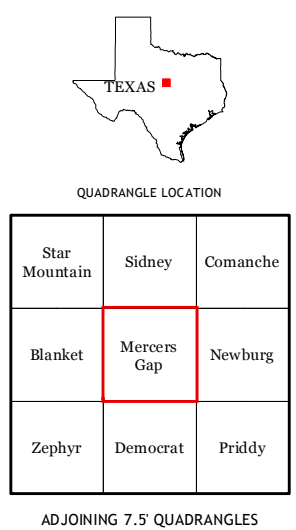 TEXAS
QUADRANGLE LOCATION
Star
Mountain
Sidney
Comanche
Blanket
Mercers
Gap
Newburg
Zephyr
Democrat
Priddy
ADJOINING 7.5' QUADRANGLES